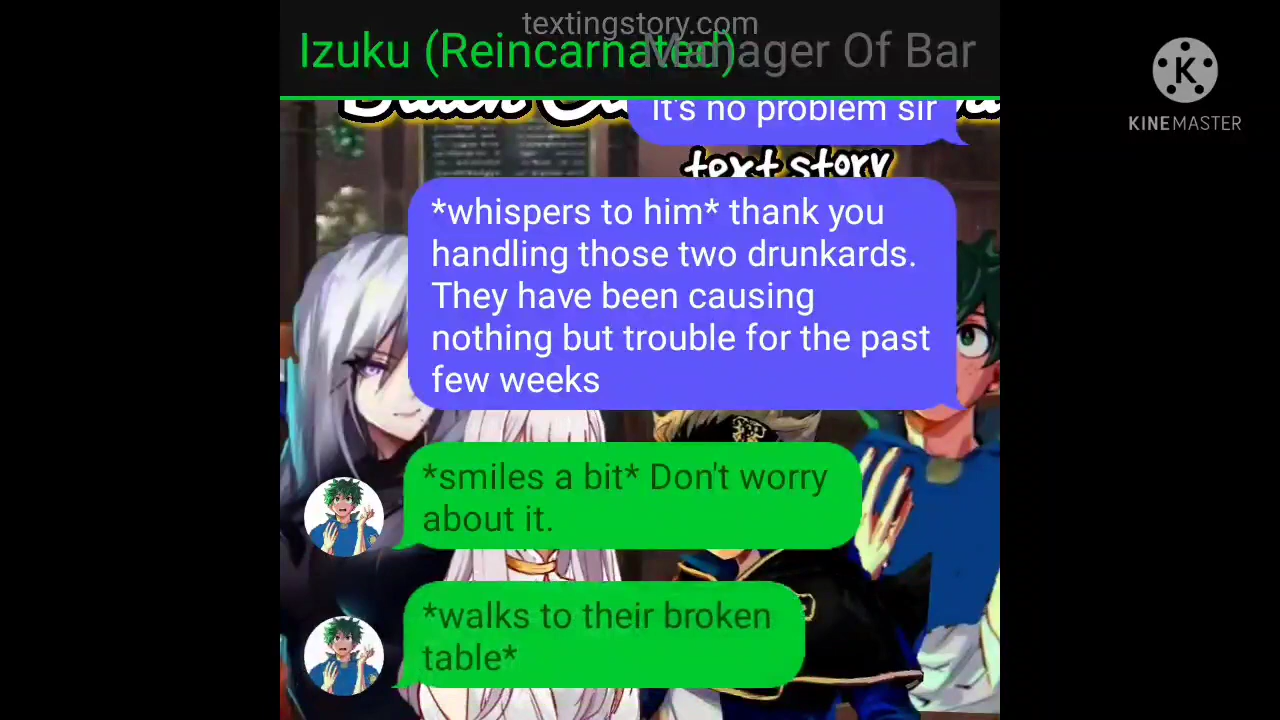 textingstory.com
Izuku (Reincarnated)
Manager Of Bar
KINEMASTER
It's no problem sir
text story
*whispers to him* thank you
handling those two drunkards.
They have been causing
nothing but trouble for the past
few weeks
*smiles a bit* Don't worry
about it.
*walks to their broken
table*